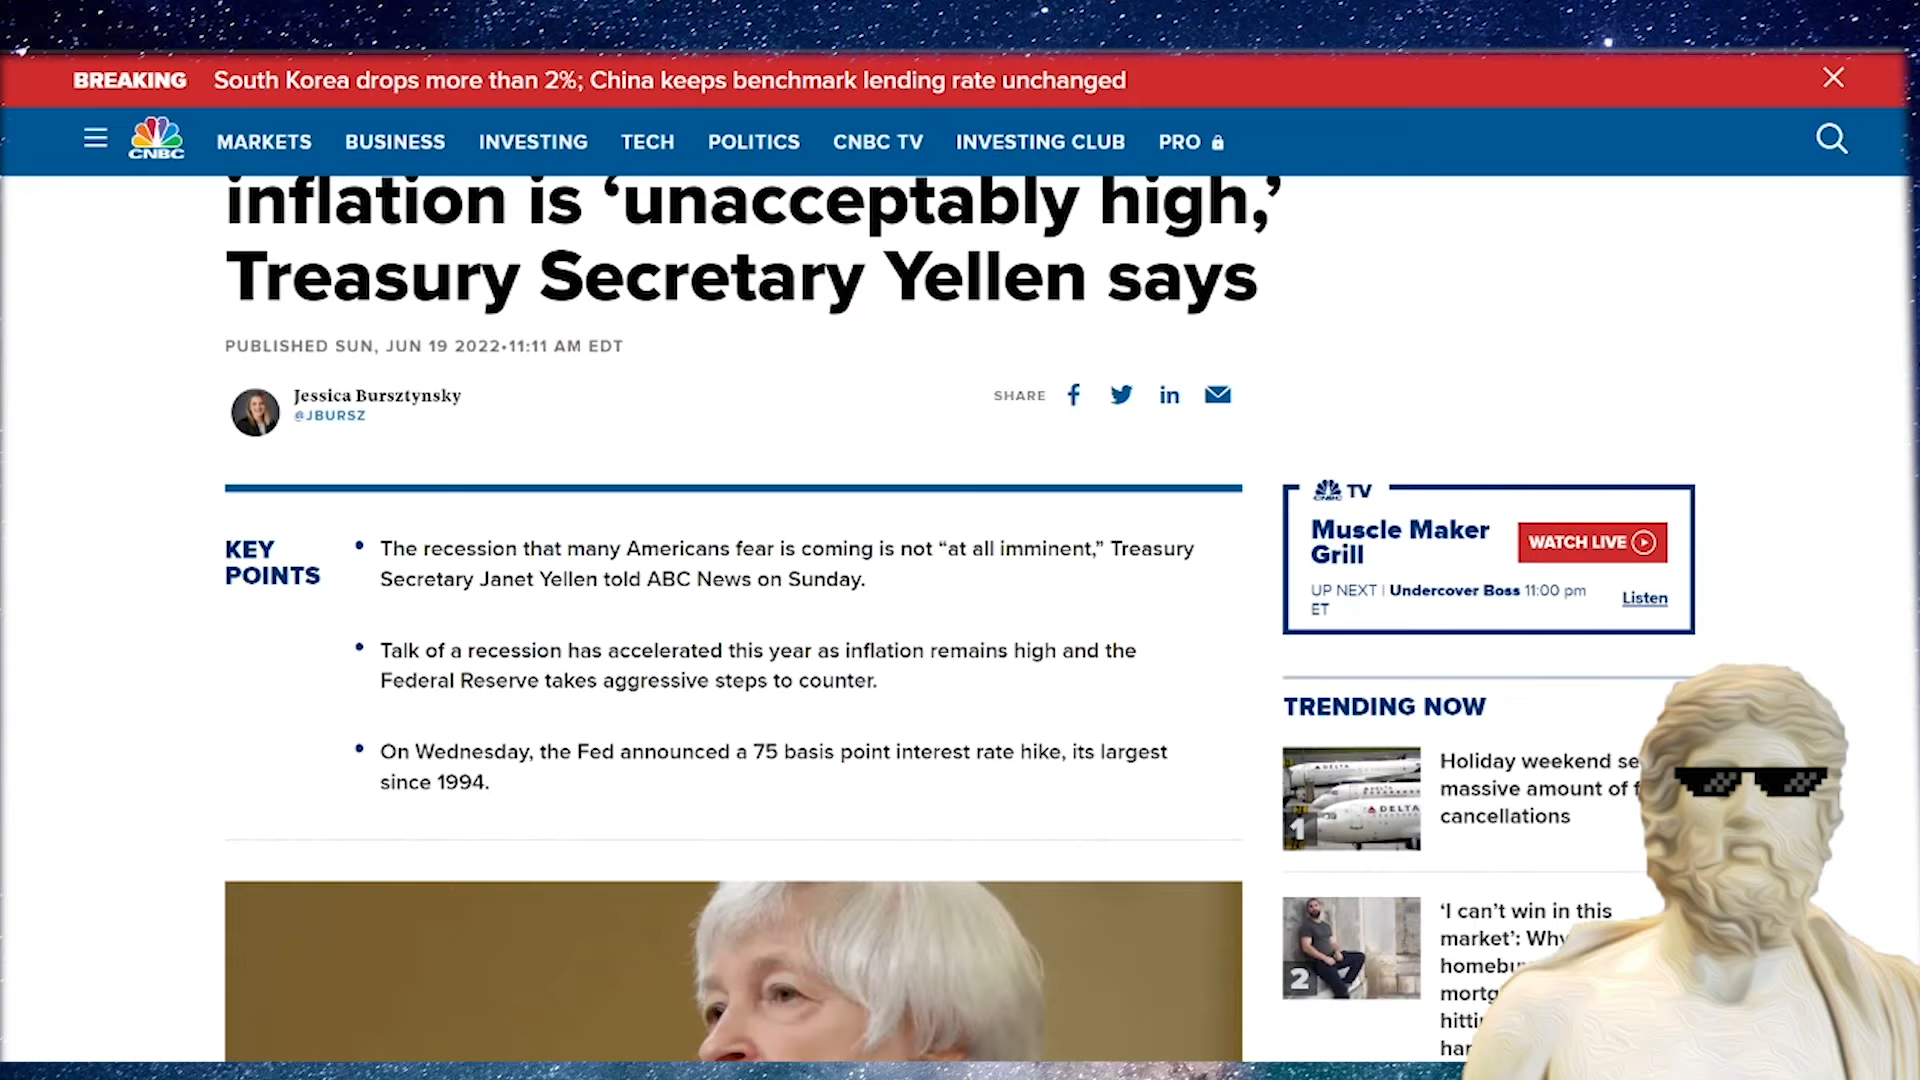 BREAKING South Korea drops more than 2%; China keeps benchmark lending rate unchanged
CNBC MARKETS BUSINESS INVESTING TECH POLITICS CNBC TV INVESTING CLUB PRO
inflation is ‘unacceptably high,’
Treasury Secretary Yellen says
PUBLISHED SUN, JUN 19 2022•11:11 AM EDT
Jessica Bursztynsky
@JBURSZ
SHARE
KEY
POINTS
The recession that many Americans fear is coming is not “at all imminent,” Treasury
Secretary Janet Yellen told ABC News on Sunday.
Talk of a recession has accelerated this year as inflation remains high and the
Federal Reserve takes aggressive steps to counter.
On Wednesday, the Fed announced a 75 basis point interest rate hike, its largest
since 1994.
CNBC TV
Muscle Maker
Grill
WATCH LIVE
UP NEXT | Undercover Boss 11:00 pm
ET
Listen
TRENDING NOW
DELTA
DELTA
1
Holiday weekend
massive amount of
cancellations
2
‘I can’t win in this
market’: Why